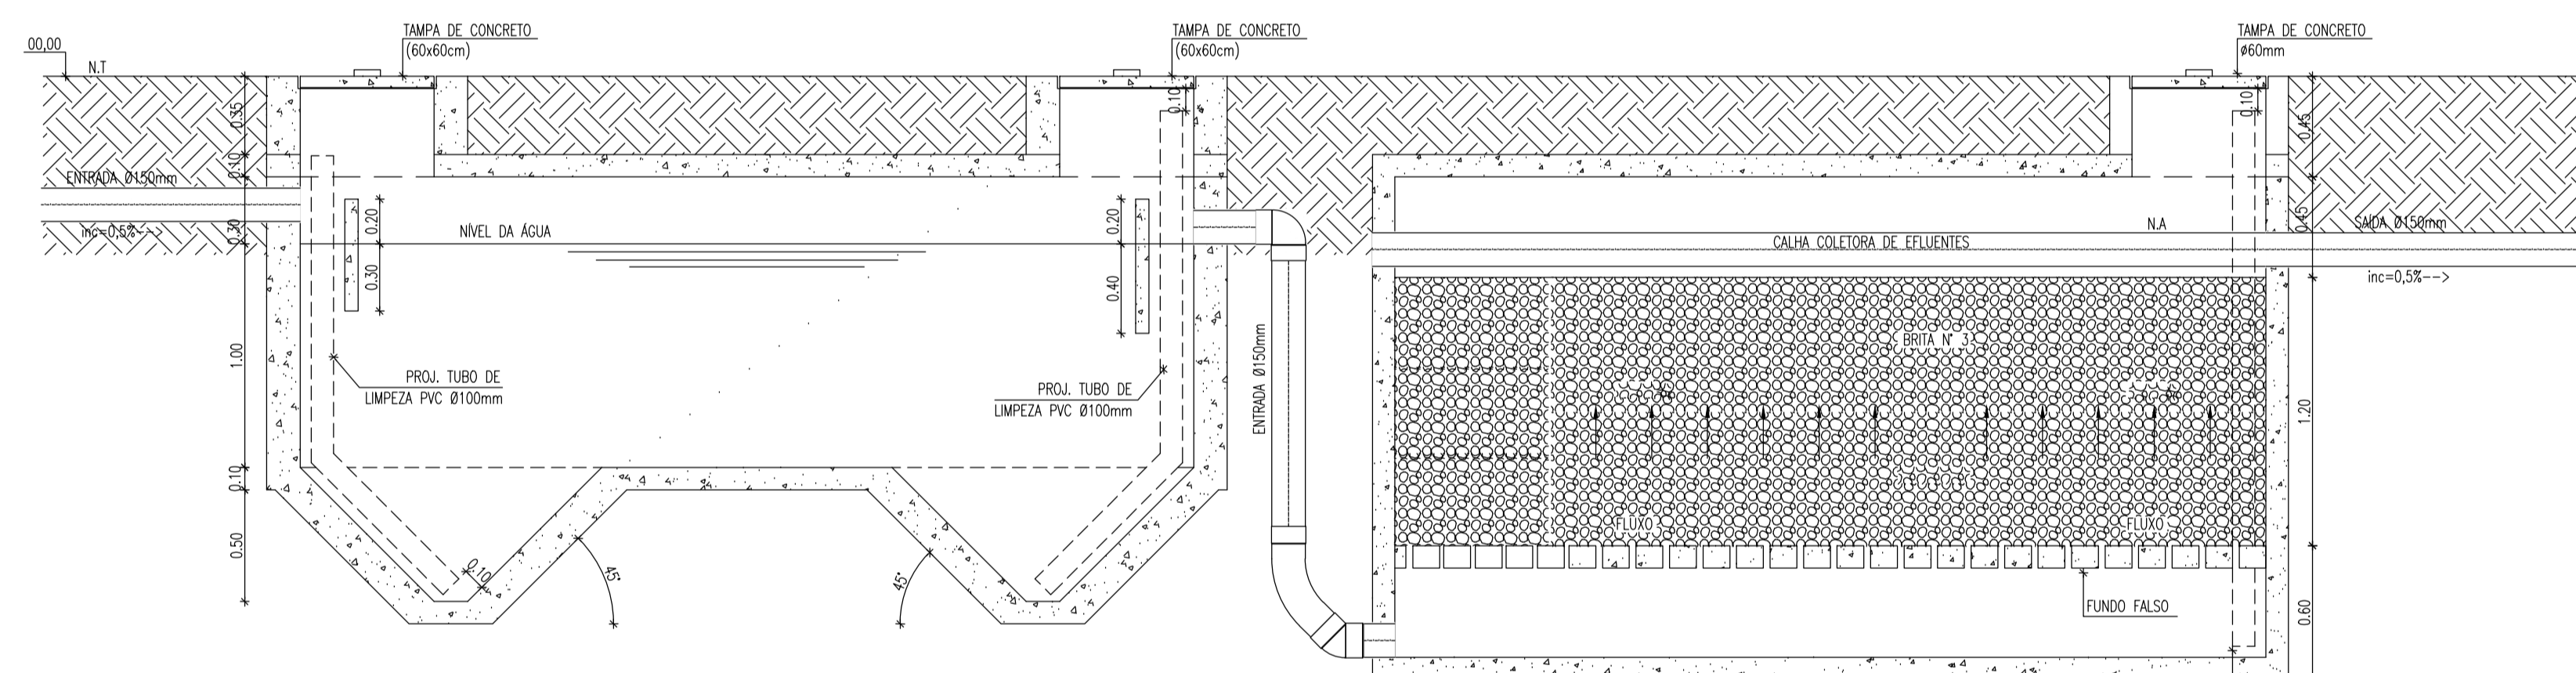 00,00
N.T
TAMPA DE CONCRETO
(60x60cm)
TAMPA DE CONCRETO
(60x60cm)
TAMPA DE CONCRETO
Ø60mm
0.35
0.10
0.30
1.00
0.10
0.50
ENTRADA Ø150mm
inc=0,5%-->
0.20
0.30
NÍVEL DA ÁGUA
0.20
0.40
0.10
PROJ. TUBO DE
LIMPEZA PVC Ø100mm
PROJ. TUBO DE
LIMPEZA PVC Ø100mm
0.10
45°
45°
ENTRADA Ø150mm
0.10
0.45
0.45
N.A
SAÍDA Ø150mm
CALHA COLETORA DE EFLUENTES
inc=0,5%-->
BRITA N° 3
1.20
FLUXO
FLUXO
FUNDO FALSO
0.60